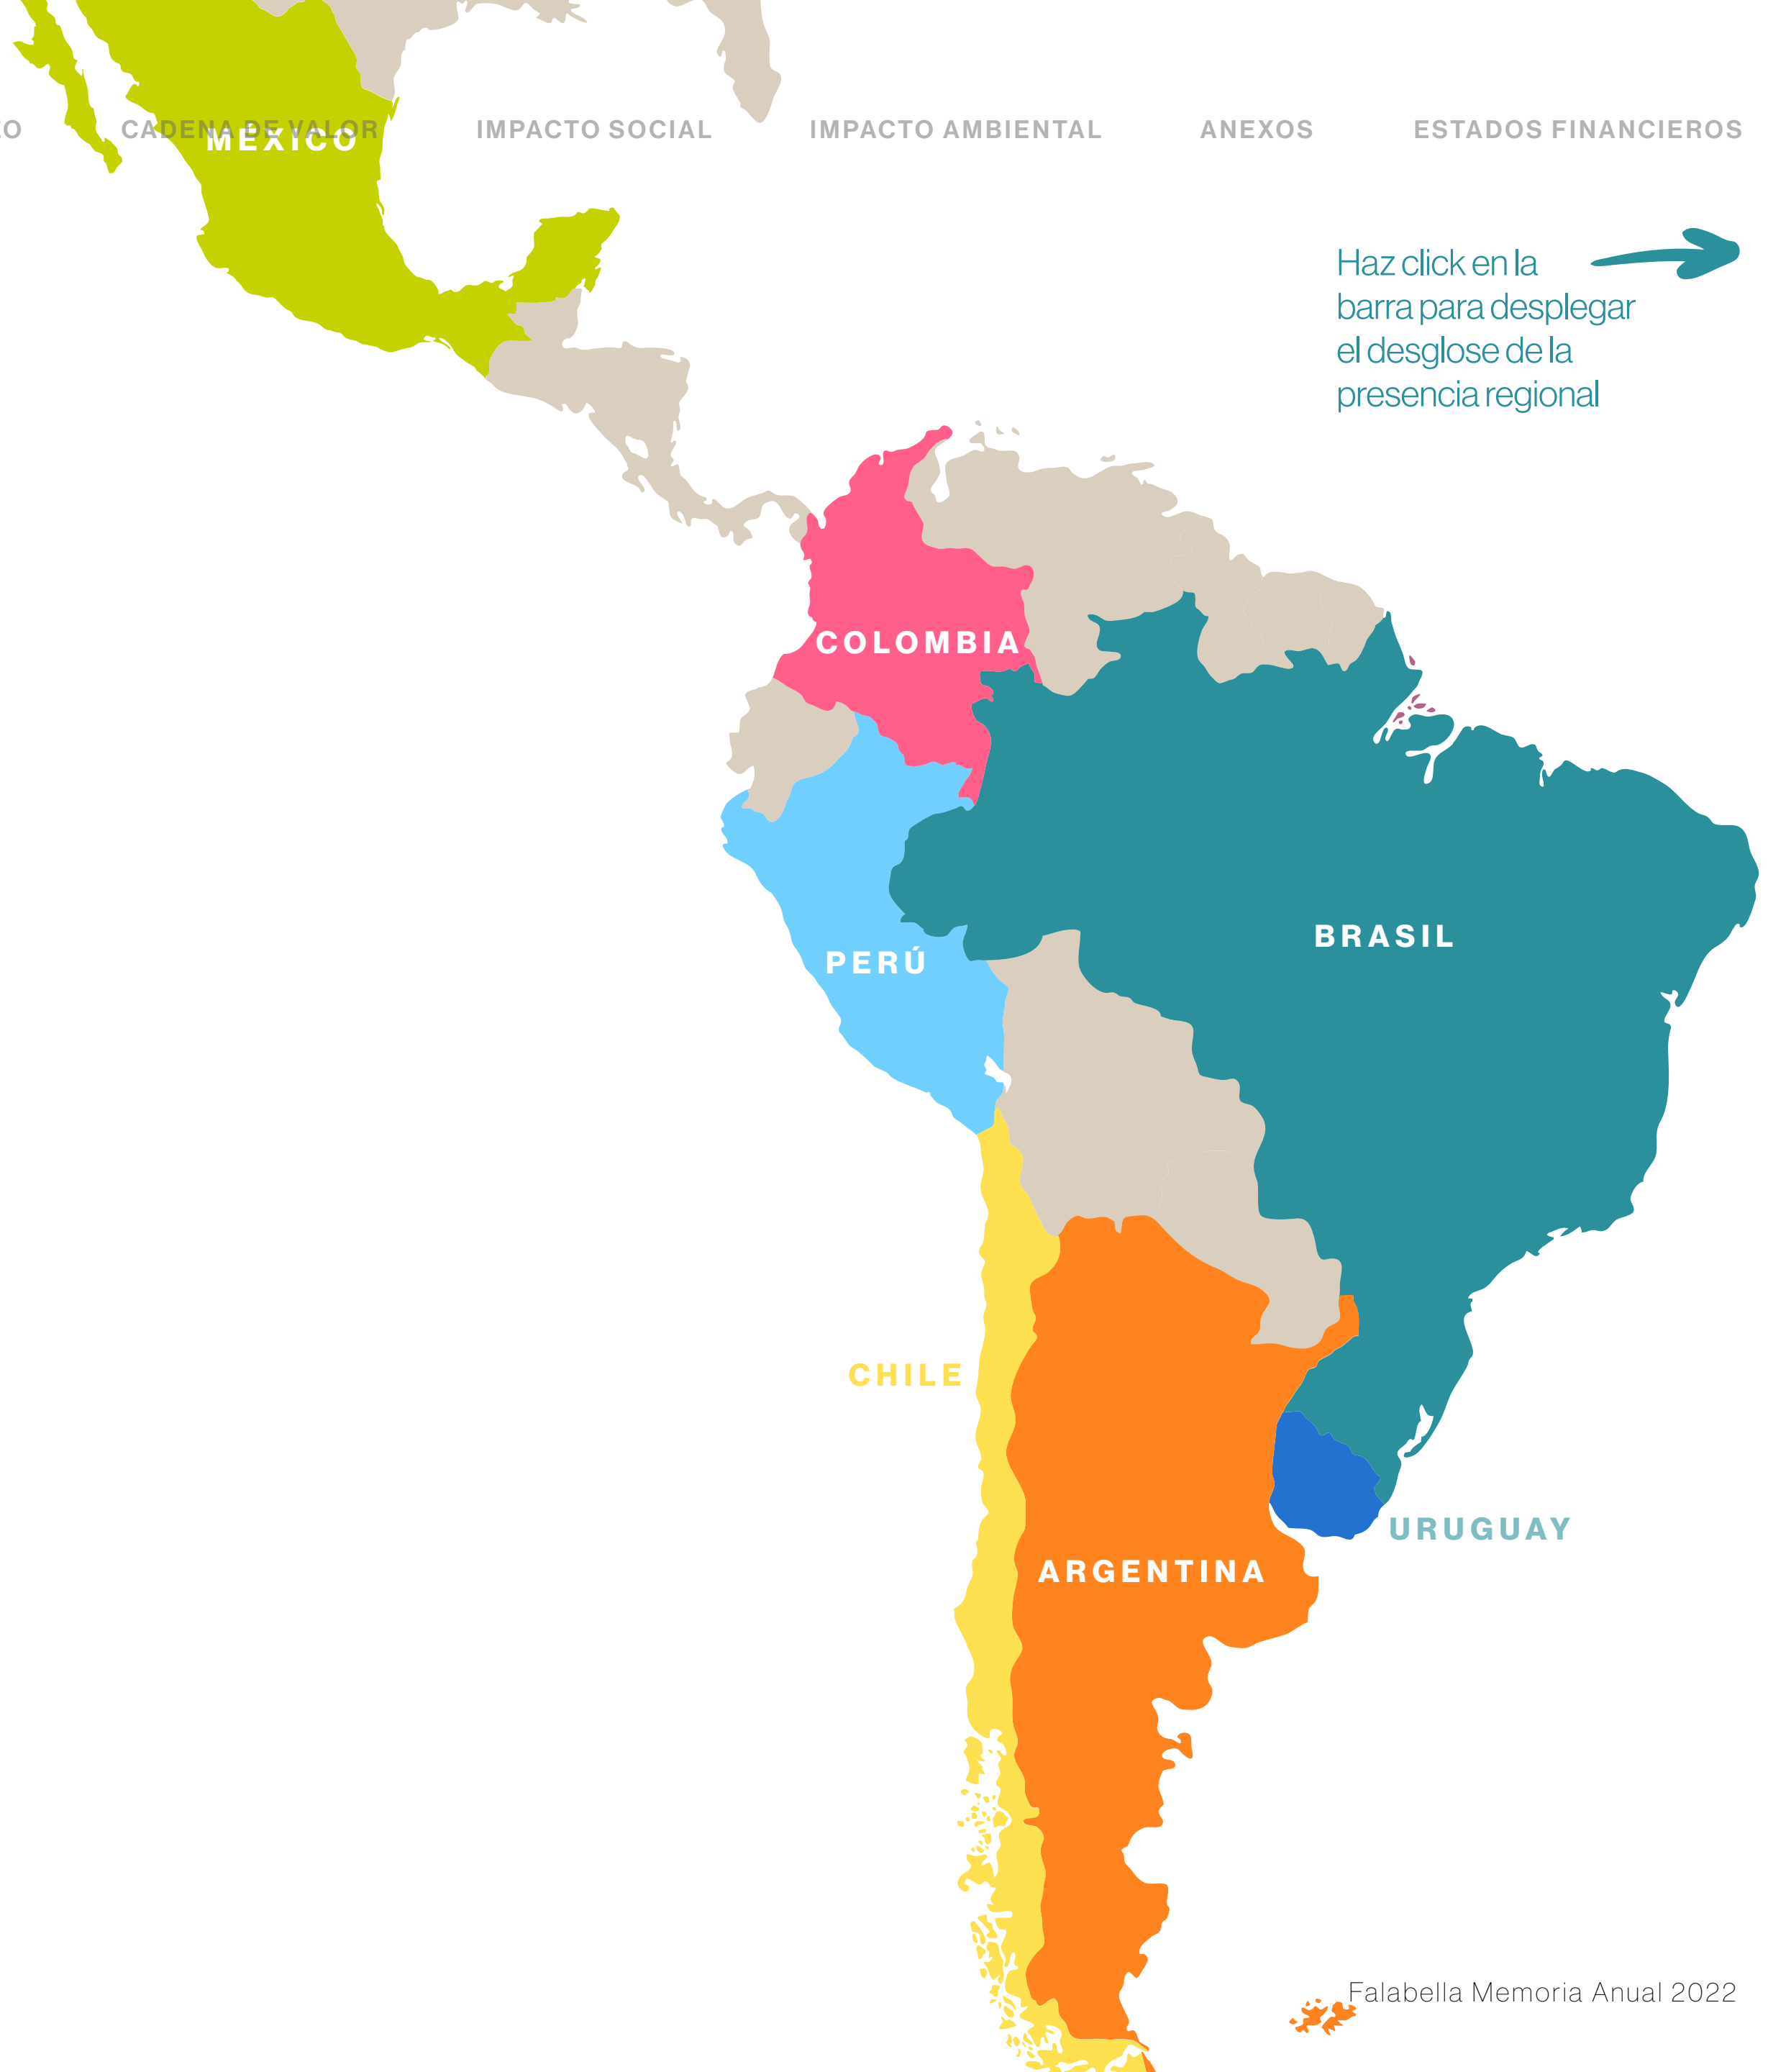 CADENA DE VALOR
IMPACTO SOCIAL
IMPACTO AMBIENTAL
ANEXOS
ESTADOS FINANCIEROS
MÉXICO
Haz click en la
barra para desplegar
el desglose de la
presencia regional
COLOMBIA
BRASIL
PERÚ
CHILE
URUGUAY
ARGENTINA
Falabella Memoria Anual 2022